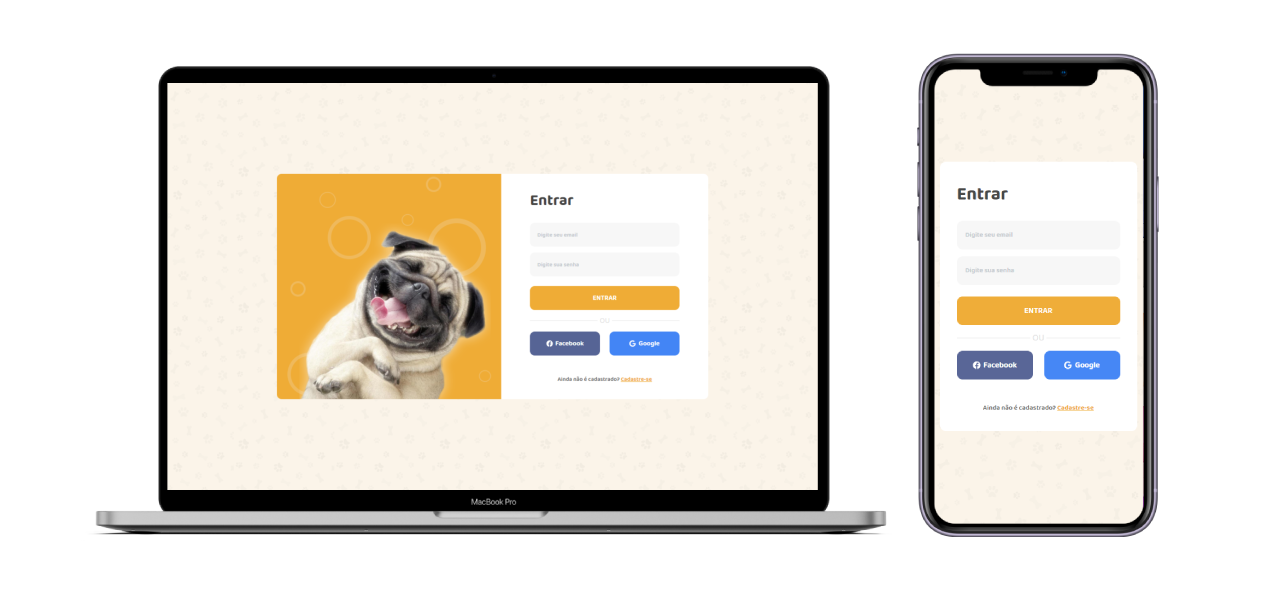 Entrar
Digite seu email
Digite sua senha
ENTRAR
OU
Facebook
Google
Ainda não é cadastrado? Cadastre-se
MacBook Pro
Entrar
Digite seu email
Digite sua senha
ENTRAR
OU
Facebook
Google
Ainda não é cadastrado? Cadastre-se